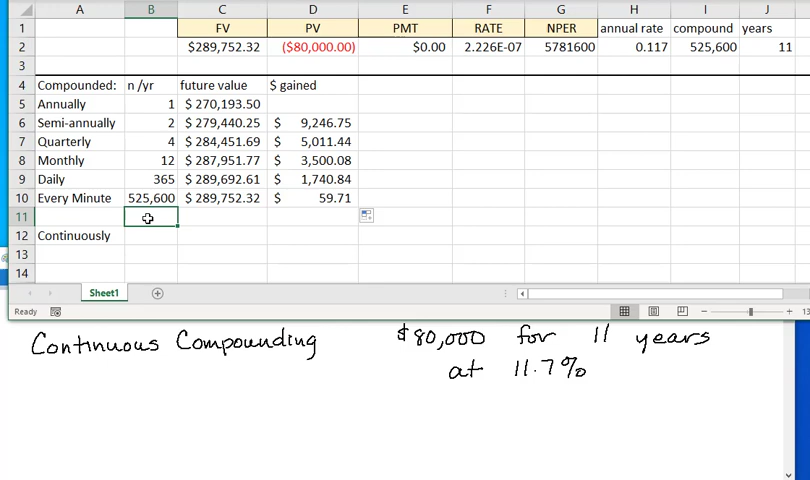 A B C D E F G H I J
1 FV PV PMT RATE NPER annual rate compound years
2 $289,752.32 ($80,000.00) $0.00 2.226E-07 5781600 0.117 525,600 11
3
4 Compounded: n /yr future value $ gained
5 Annually 1 $ 270,193.50
6 Semi-annually 2 $ 279,440.25 $ 9,246.75
7 Quarterly 4 $ 284,451.69 $ 5,011.44
8 Monthly 12 $ 287,951.77 $ 3,500.08
9 Daily 365 $ 289,692.61 $ 1,740.84
10 Every Minute 525,600 $ 289,752.32 $ 59.71
11
12 Continuously
13
14
Sheet1
Ready 13
Continuous Compounding $80,000 for 11 years
at 11.7%